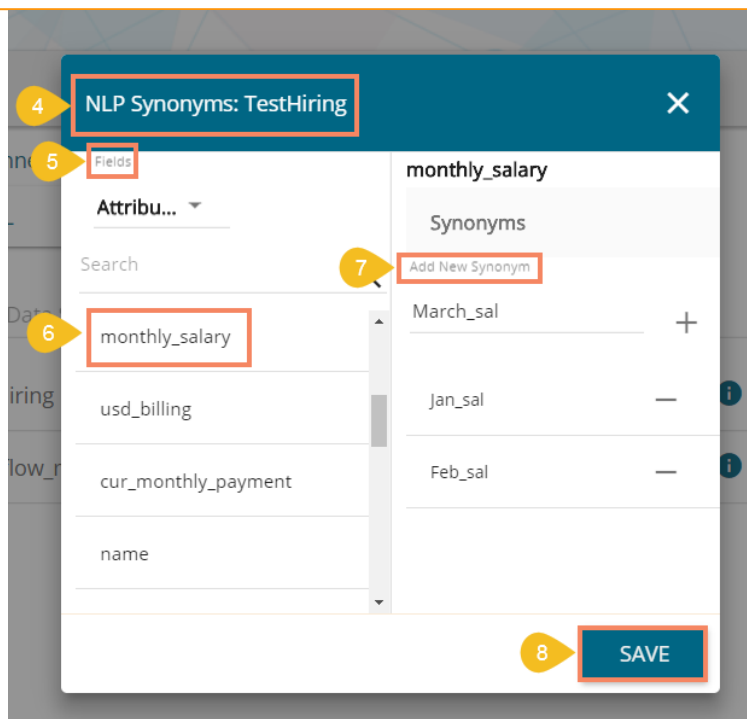 4
NLP Synonyms: TestHiring
5
Fields
monthly_salary
Attribu...
Synonyms
Search
7
Add New Synonym
6
monthly_salary
March_sal
iring
usd_billing
Jan_sal
cur_monthly_payment
Feb_sal
name
8
SAVE